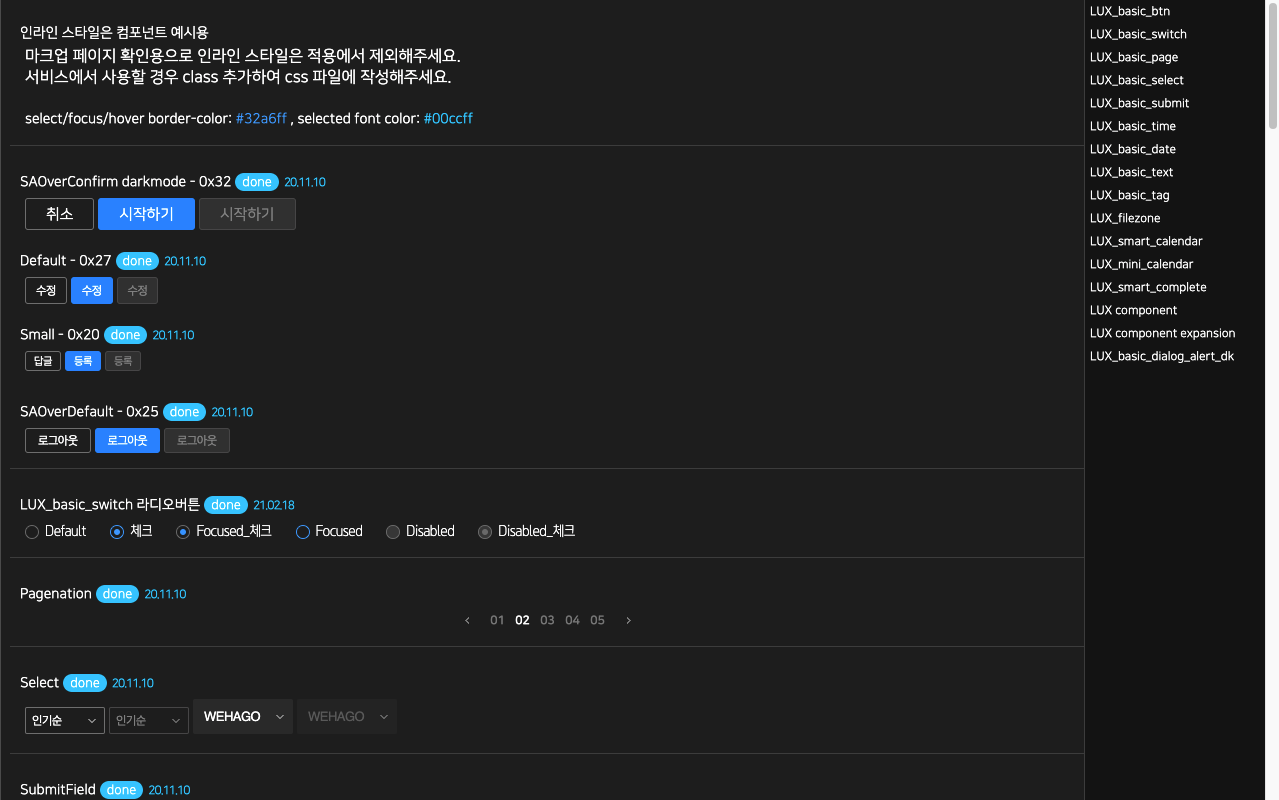 인라인 스타일은 컴포넌트 예시용
마크업 페이지 확인용으로 인라인 스타일은 적용에서 제외해주세요.
서비스에서 사용할 경우 class 추가하여 css 파일에 작성해주세요.
select/focus/hover border-color: #32a6ff , selected font color: #00ccff
SAOverConfirm darkmode - 0x32 done 20.11.10
취소 시작하기 시작하기
Default - 0x27 done 20.11.10
수정 수정 수정
Small - 0x20 done 20.11.10
답글 등록 등록
SAOverDefault - 0x25 done 20.11.10
로그아웃 로그아웃 로그아웃
LUX_basic_switch 라디오버튼 done 21.02.18
Default 체크 Focused_체크 Focused Disabled Disabled_체크
Pagenation done 20.11.10
‹ 01 02 03 04 05 ›
Select done 20.11.10
인기순 인기순 WEHAGO WEHAGO
SubmitField done 20.11.10
LUX_basic_btn
LUX_basic_switch
LUX_basic_page
LUX_basic_select
LUX_basic_submit
LUX_basic_time
LUX_basic_date
LUX_basic_text
LUX_basic_tag
LUX_filezone
LUX_smart_calendar
LUX_mini_calendar
LUX_smart_complete
LUX component
LUX component expansion
LUX_basic_dialog_alert_dk